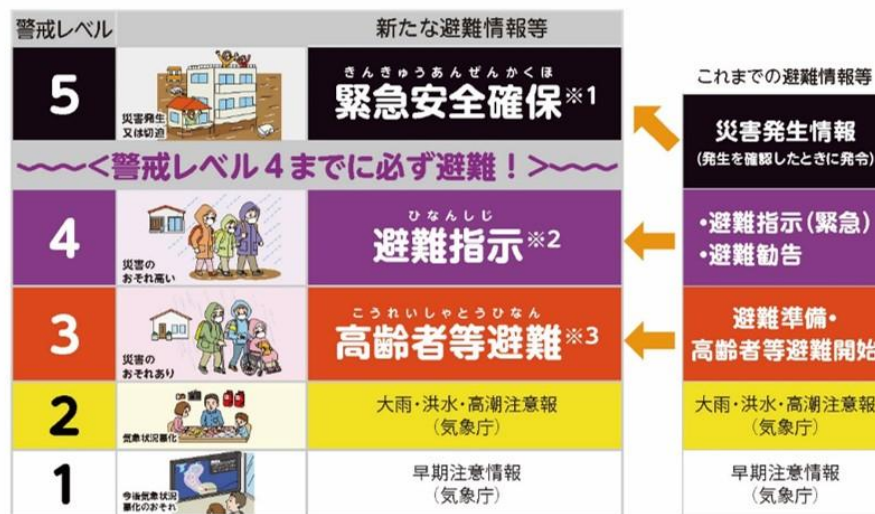 警戒レベル
新たな避難情報等
5
災害発生
又は切迫
きんきゅうあんぜんかくほ
緊急安全確保※1
〜〜〜<警戒レベル4までに必ず避難!>〜〜〜
4
災害の
おそれ高い
ひなんしじ
避難指示※2
3
災害の
おそれあり
こうれいしゃとうひなん
高齢者等避難※3
2
気象状況悪化
大雨・洪水・高潮注意報
(気象庁)
1
今後気象状況
悪化のおそれ
早期注意情報
(気象庁)
これまでの避難情報等
災害発生情報
(発生を確認したときに発令)
・避難指示(緊急)
・避難勧告
避難準備・
高齢者等避難開始
大雨・洪水・高潮注意報
(気象庁)
早期注意情報
(気象庁)